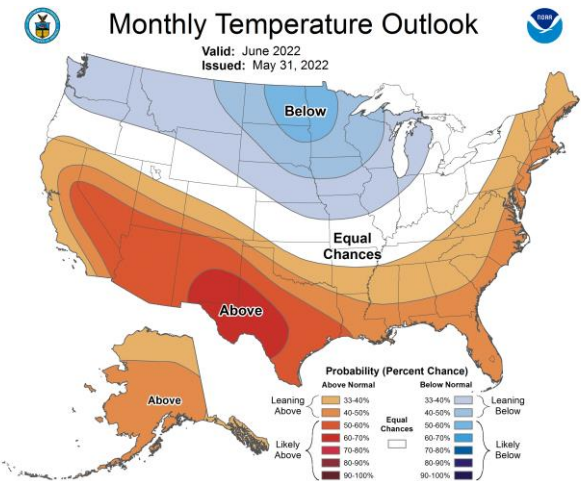 Monthly Temperature Outlook
NOAA
Valid: June 2022
Issued: May 31, 2022
Below
Equal
Chances
Above
Above
Probability (Percent Chance)
Above Normal
Below Normal
Leaning
Above
33-40%
40-50%
Likely
Above
50-60%
60-70%
70-80%
80-90%
90-100%
Equal
Chances
33-40%
40-50%
Leaning
Below
50-60%
60-70%
70-80%
80-90%
90-100%
Likely
Below